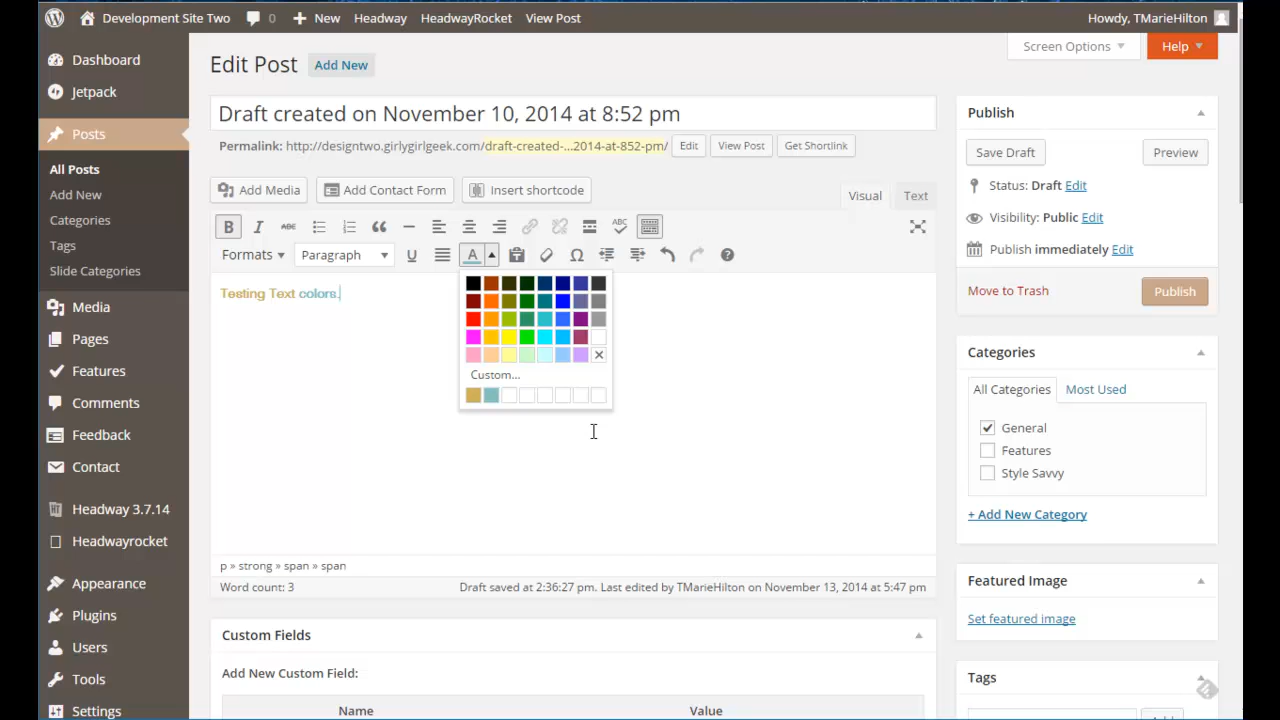 Development Site Two 0 New Headway HeadwayRocket View Post Howdy, TMarieHilton
Dashboard
Jetpack
Posts
All Posts
Add New
Categories
Tags
Slide Categories
Media
Pages
Features
Comments
Feedback
Contact
Headway 3.7.14
Headwayrocket
Appearance
Plugins
Users
Tools
Settings
Screen Options Help
Edit Post Add New
Draft created on November 10, 2014 at 8:52 pm
Permalink: http://designtwo.girlygirlgeek.com/draft-created-...2014-at-852-pm/ Edit View Post Get Shortlink
Add Media Add Contact Form Insert shortcode Visual Text
B I ABC ABC
Formats Paragraph U A Ω
Testing Text colors.
Custom...
p » strong » span » span
Word count: 3 Draft saved at 2:36:27 pm. Last edited by TMarieHilton on November 13, 2014 at 5:47 pm
Custom Fields
Add New Custom Field:
Name Value
Publish
Save Draft Preview
Status: Draft Edit
Visibility: Public Edit
Publish immediately Edit
Move to Trash Publish
Categories
All Categories Most Used
General
Features
Style Savvy
+ Add New Category
Featured Image
Set featured image
Tags
Add